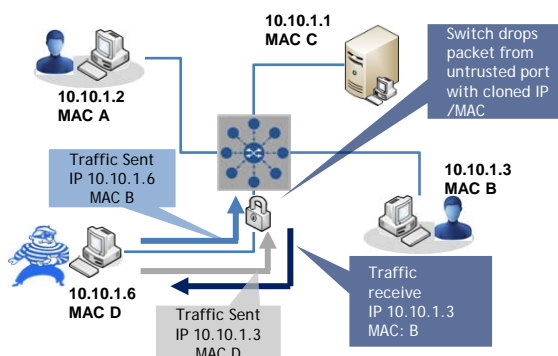 10.10.1.1
MAC C
Switch drops
packet from
untrusted port
with cloned IP
/MAC
10.10.1.2
MAC A
Traffic Sent
IP 10.10.1.6
MAC B
10.10.1.3
MAC B
10.10.1.6
MAC D
Traffic Sent
IP 10.10.1.3
MAC D
Traffic
receive
IP 10.10.1.3
MAC: B